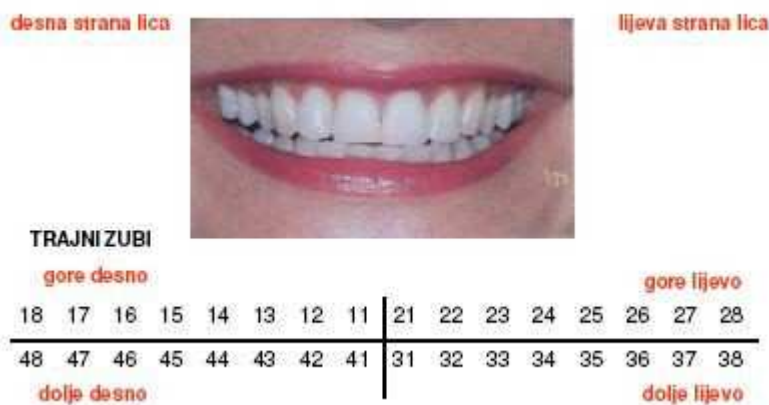 desna strana lica
lijeva strana lica
TRAJNI ZUBI
gore desno
gore lijevo
18 17 16 15 14 13 12 11 21 22 23 24 25 26 27 28
48 47 46 45 44 43 42 41 31 32 33 34 35 36 37 38
dolje desno
dolje lijevo